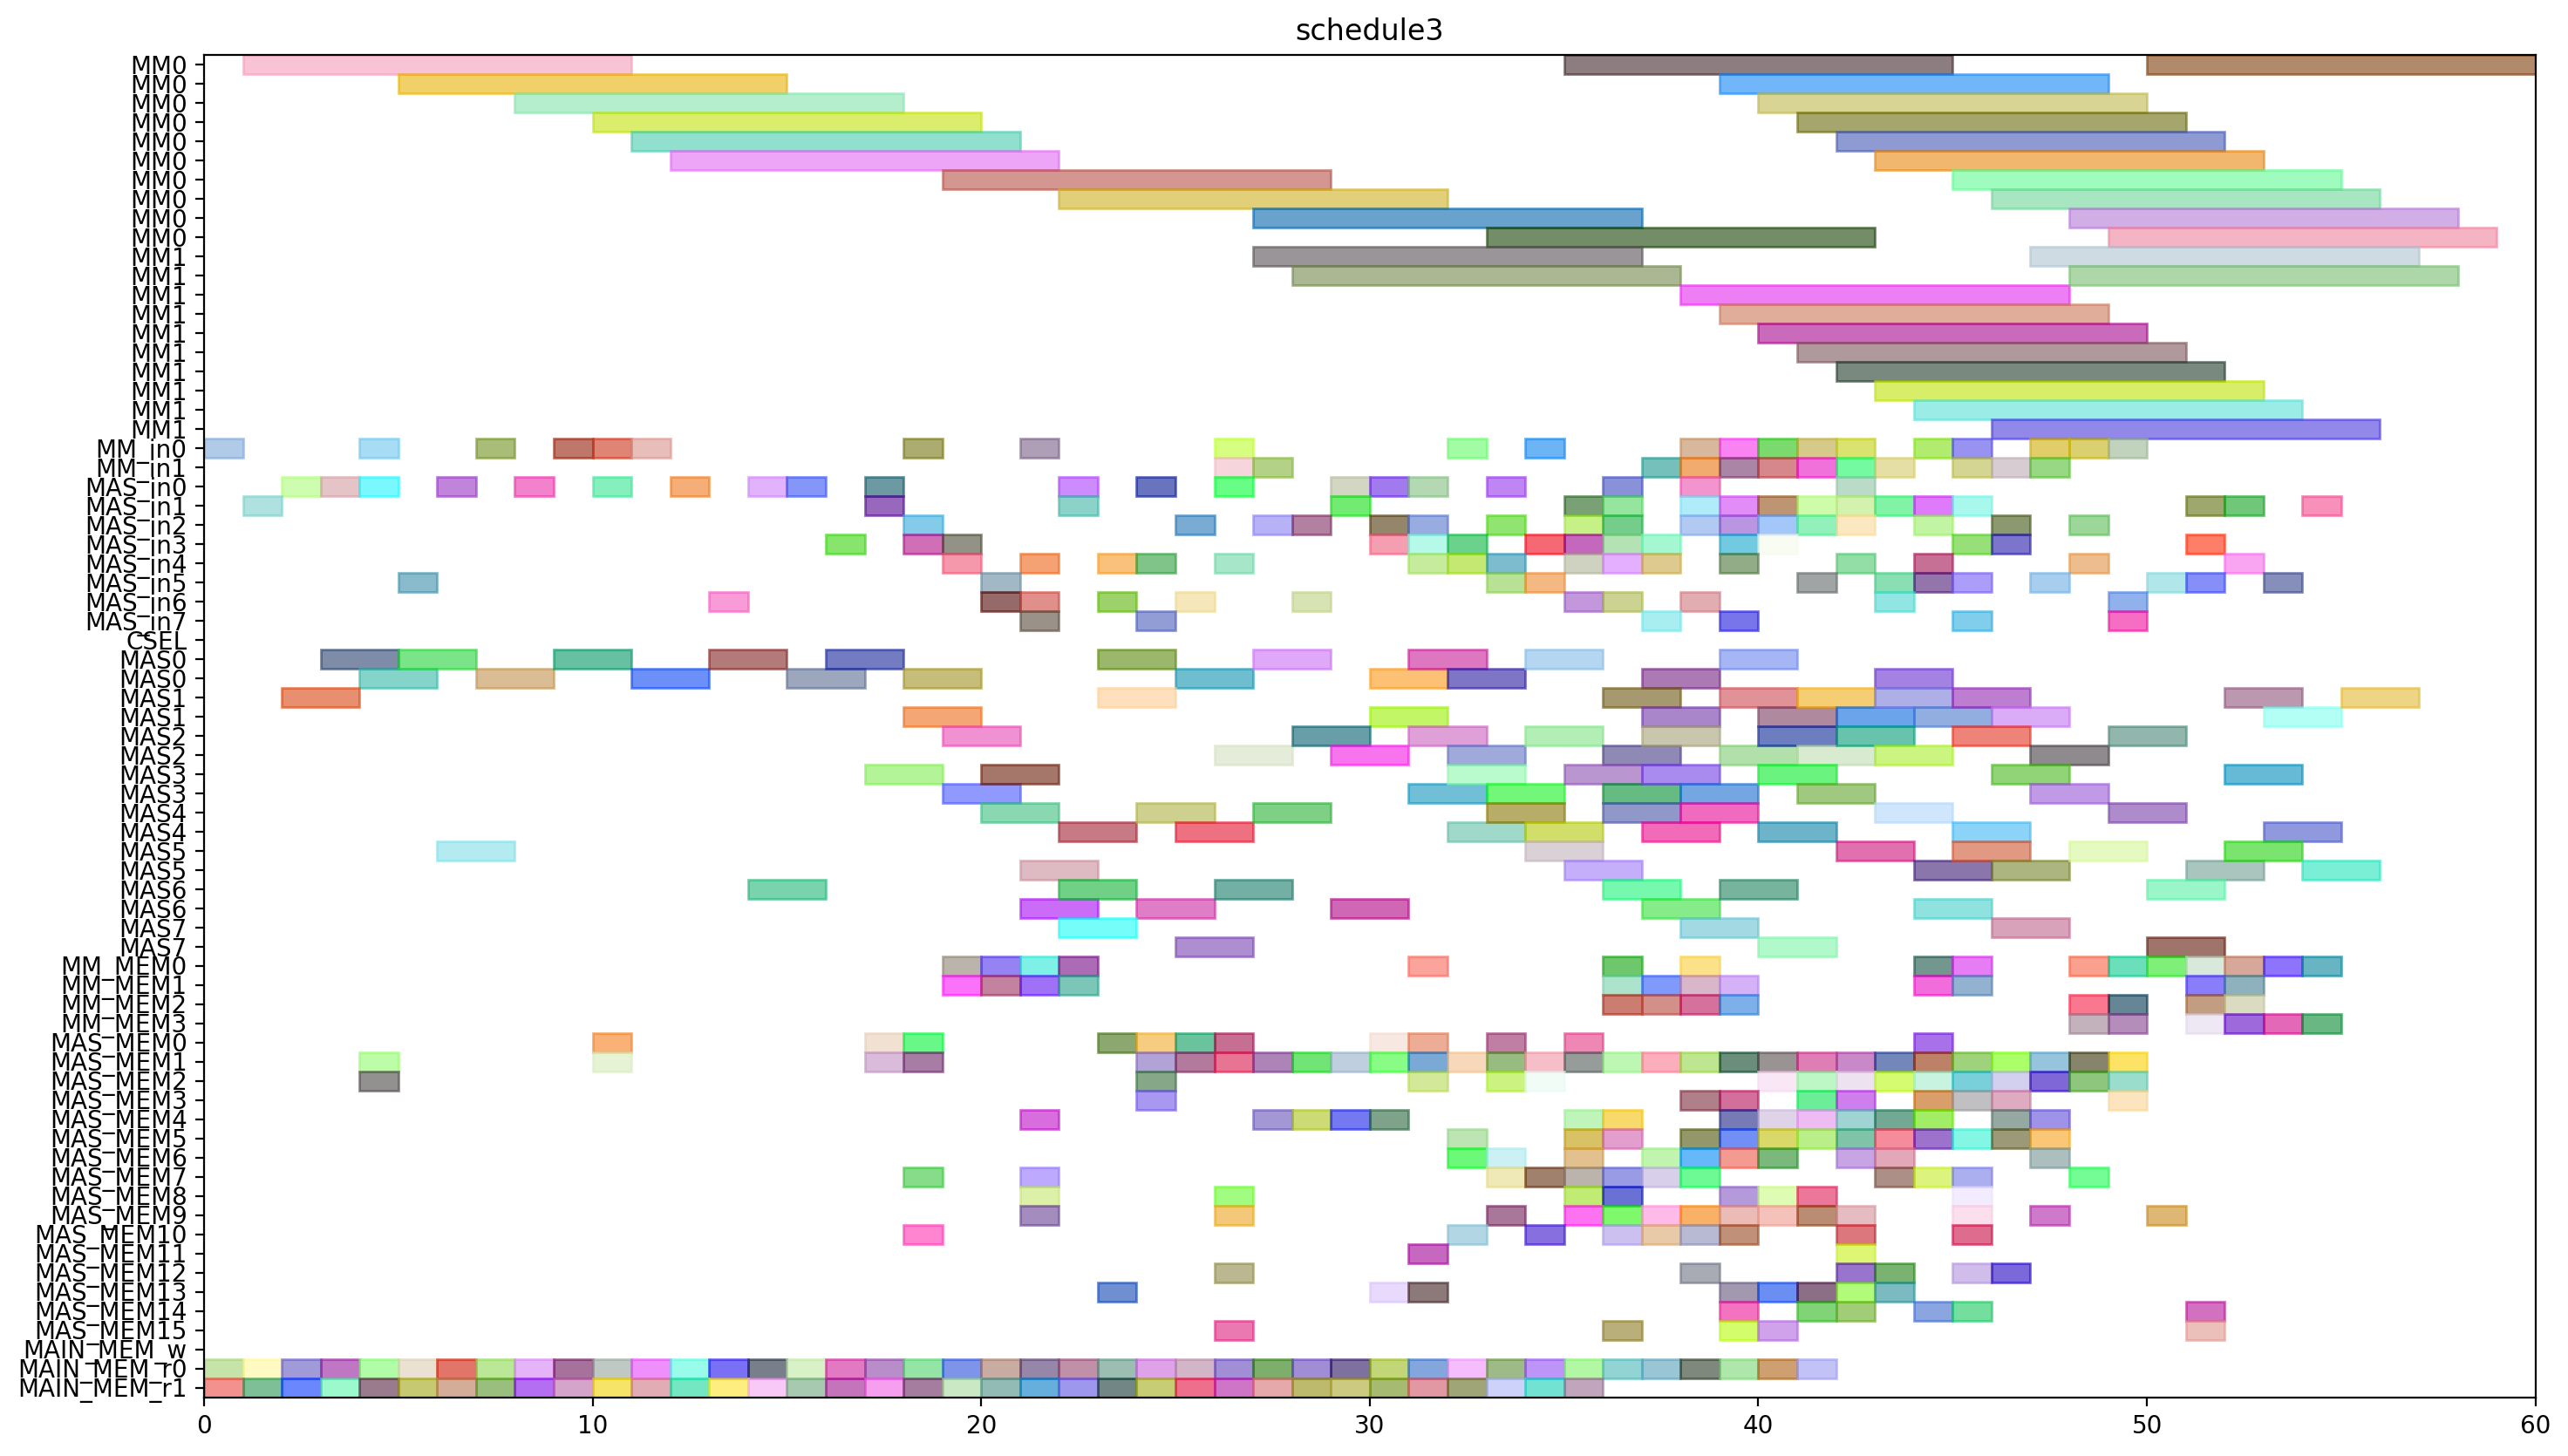 schedule3
MM0
MM0
MM0
MM0
MM0
MM0
MM0
MM0
MM0
MM0
MM1
MM1
MM1
MM1
MM1
MM1
MM1
MM1
MM1
MM1
MM_in0
MM_in1
MAS_in0
MAS_in1
MAS_in2
MAS_in3
MAS_in4
MAS_in5
MAS_in6
MAS_in7
CSEL
MAS0
MAS0
MAS1
MAS1
MAS2
MAS2
MAS3
MAS3
MAS4
MAS4
MAS5
MAS5
MAS6
MAS6
MAS7
MAS7
MM_MEM0
MM_MEM1
MM_MEM2
MM_MEM3
MAS_MEM0
MAS_MEM1
MAS_MEM2
MAS_MEM3
MAS_MEM4
MAS_MEM5
MAS_MEM6
MAS_MEM7
MAS_MEM8
MAS_MEM9
MAS_MEM10
MAS_MEM11
MAS_MEM12
MAS_MEM13
MAS_MEM14
MAS_MEM15
MAIN_MEM_w
MAIN_MEM_r0
MAIN_MEM_r1
0 10 20 30 40 50 60